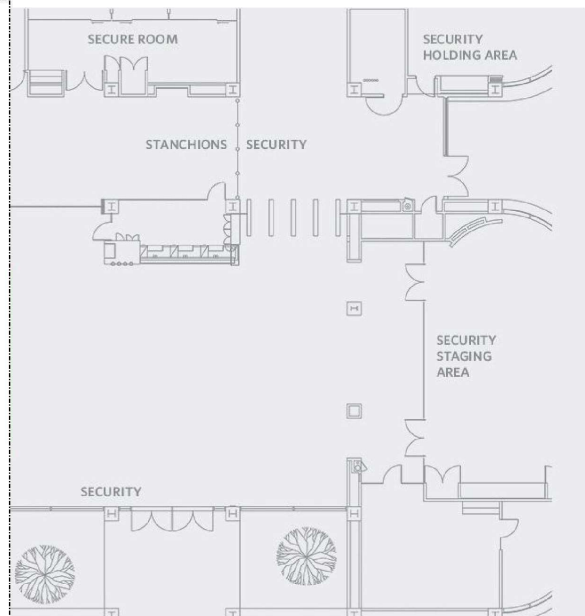 SECURE ROOM
SECURITY
HOLDING AREA
STANCHIONS
SECURITY
SECURITY
STAGING
AREA
SECURITY